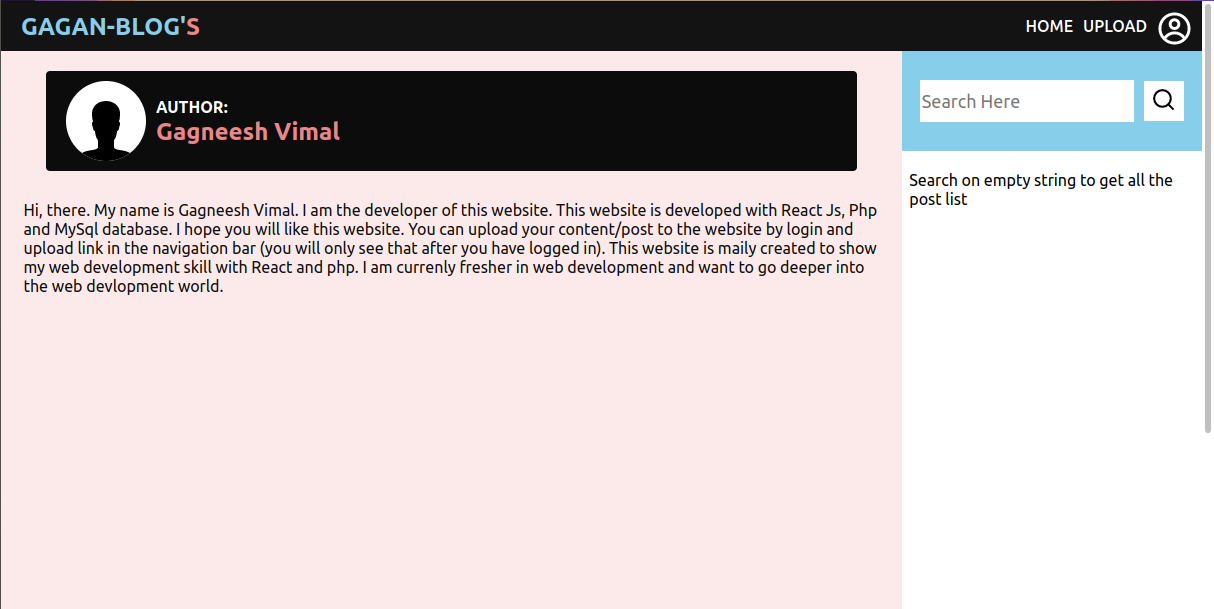 GAGAN-BLOG'S
HOME UPLOAD
AUTHOR:
Gagneesh Vimal
Hi, there. My name is Gagneesh Vimal. I am the developer of this website. This website is developed with React Js, Php
and MySql database. I hope you will like this website. You can upload your content/post to the website by login and
upload link in the navigation bar (you will only see that after you have logged in). This website is maily created to show
my web development skill with React and php. I am currenly fresher in web development and want to go deeper into
the web devlopment world.
Search Here
Search on empty string to get all the
post list